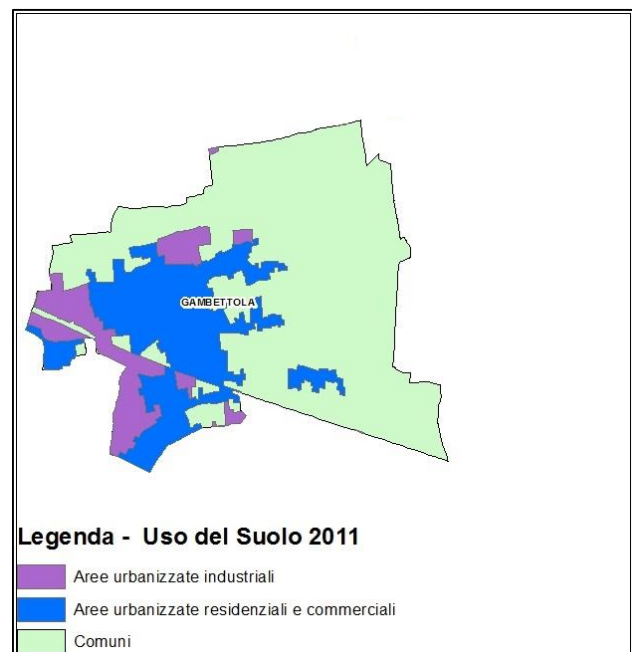 GAMBETTOLA
Legenda - Uso del Suolo 2011
Aree urbanizzate industriali
Aree urbanizzate residenziali e commerciali
Comuni